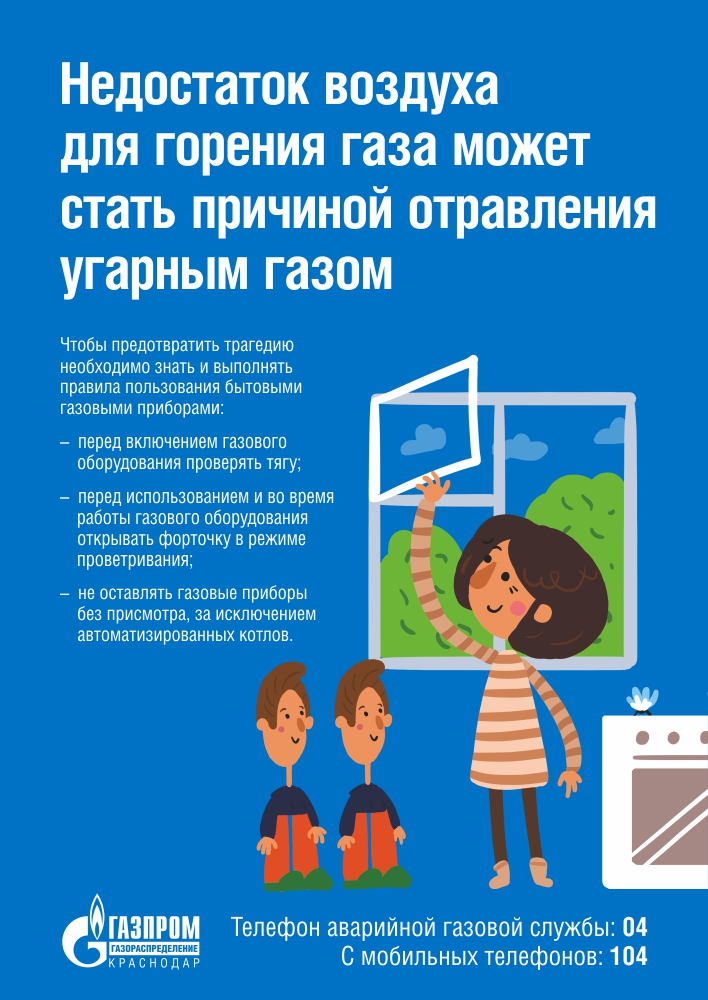 Недостаток воздуха
для горения газа может
стать причиной отравления
угарным газом
Чтобы предотвратить трагедию
необходимо знать и выполнять
правила пользования бытовыми
газовыми приборами:
– перед включением газового
оборудования проверять тягу;
– перед использованием и во время
работы газового оборудования
открывать форточку в режиме
проветривания;
– не оставлять газовые приборы
без присмотра, за исключением
автоматизированных котлов.
ГАЗПРОМ
ГАЗОРАСПРЕДЕЛЕНИЕ
КРАСНОДАР
Телефон аварийной газовой службы: 04
С мобильных телефонов: 104